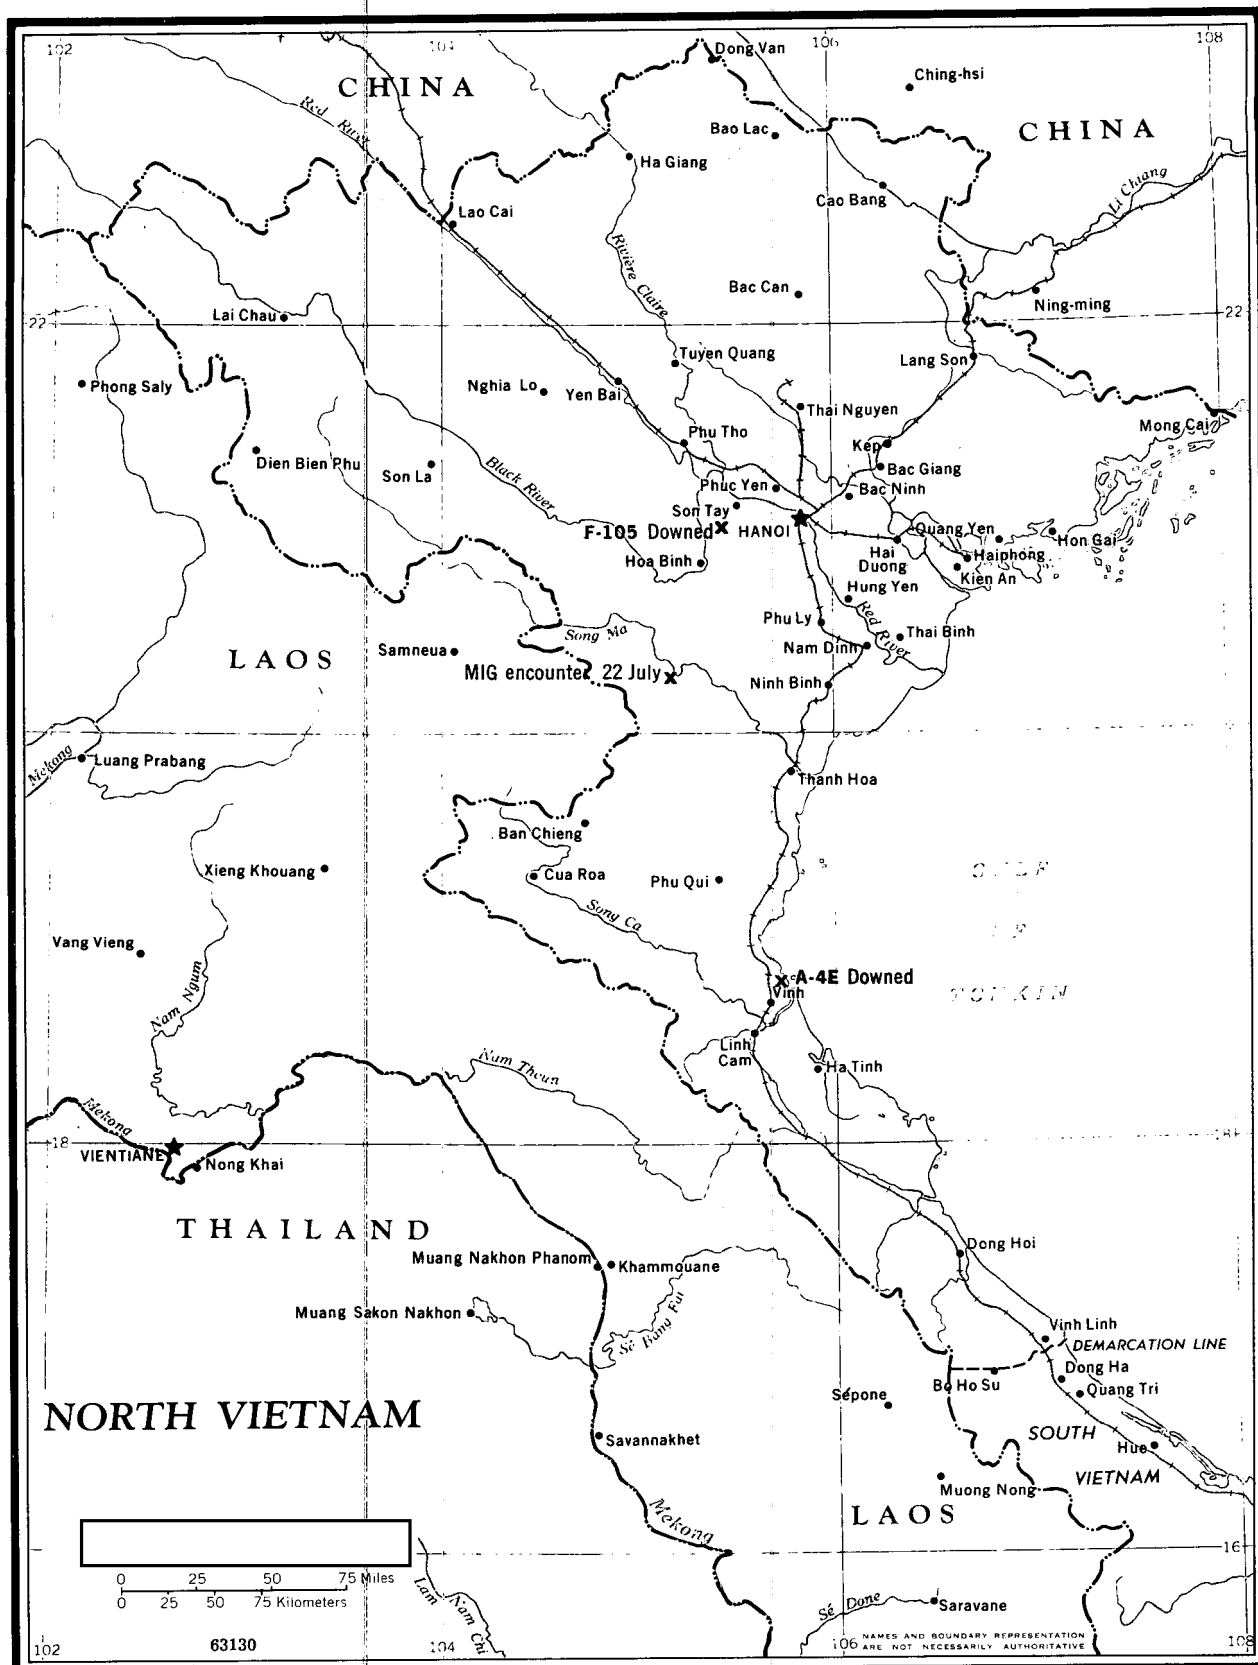 102
104
106
108
Dong Van
Ching-hsi
CHINA
Red River
Bao Lac
CHINA
Ha Giang
Li Chiang
Cao Bang
Lao Cai
Rivière Claire
Bac Can
Ning-ming
Lai Chau
22
22
Tuyen Quang
Lang Son
Phong Saly
Nghia Lo
Yen Bai
Thai Nguyen
Mong Cai
Phu Tho
Kep
Dien Bien Phu
Son La
Black River
Bac Giang
Phuc Yen
Bac Ninh
Son Tay
F-105 Downed
X
HANOI
Quang Yen
Hon Gai
Hai
Duong
Haiphong
Hoa Binh
Kien An
Hung Yen
Red River
Phu Ly
Song Ma
Thai Binh
Samneua
Nam Dinh
LAOS
MIG encounter 22 July
X
Ninh Binh
Mekong
Luang Prabang
Thanh Hoa
Ban Chieng
Xieng Khouang
Cua Roa
Phu Qui
GULF
OF
TONKIN
Song Ca
Vang Vieng
X
A-4E Downed
Nam Ngum
Vinh
Linh
Cam
Ha Tinh
Nam Theun
Mekong
18
18
VIENTIANE
Nong Khai
THAILAND
Dong Hoi
Muang Nakhon Phanom
Khammouane
Muang Sakon Nakhon
Sé Bang Fai
Vinh Linh
DEMARCATION LINE
Dong Ha
Bo Ho Su
Quang Tri
Sépone
NORTH VIETNAM
Savannakhet
SOUTH
VIETNAM
Hue
Muong Nong
Mekong
LAOS
16
0 25 50 75 Miles
0 25 50 75 Kilometers
Lam
Nam Chi
Sé Done
Saravane
63130
NAMES AND BOUNDARY REPRESENTATION
ARE NOT NECESSARILY AUTHORITATIVE
102
104
106
108